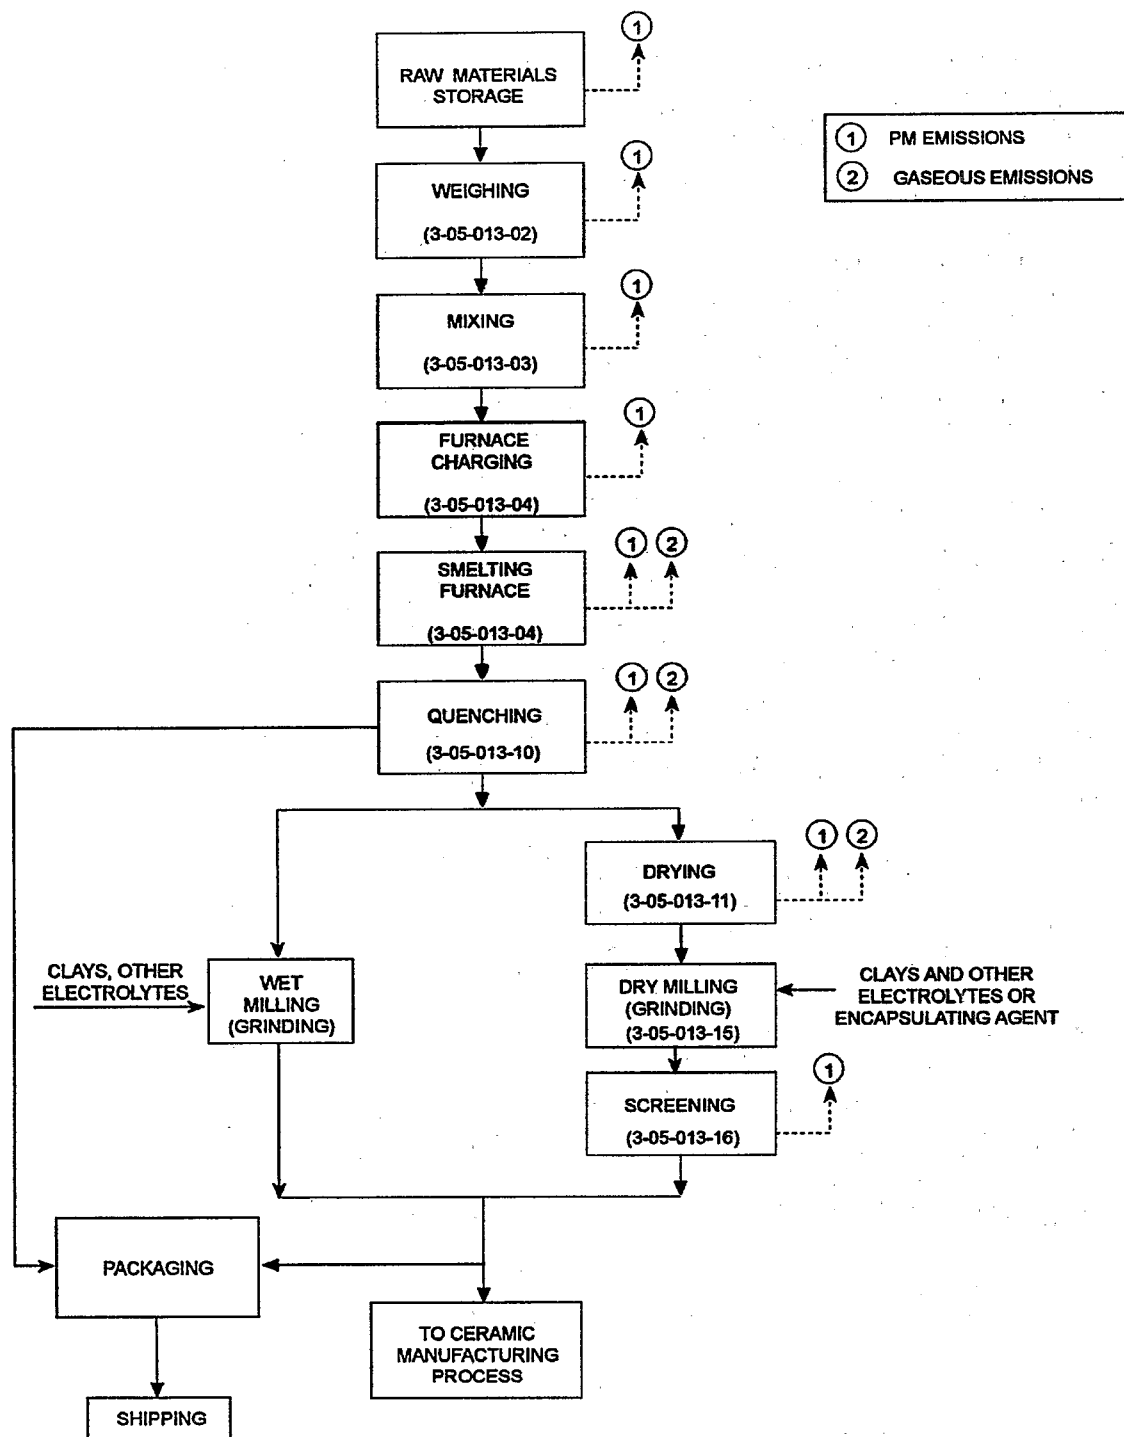 1
RAW MATERIALS
STORAGE
1 PM EMISSIONS
2 GASEOUS EMISSIONS
1
WEIGHING
(3-05-013-02)
1
MIXING
(3-05-013-03)
1
FURNACE
CHARGING
(3-05-013-04)
1 2
SMELTING
FURNACE
(3-05-013-04)
1 2
QUENCHING
(3-05-013-10)
1 2
DRYING
(3-05-013-11)
CLAYS, OTHER
ELECTROLYTES
WET
MILLING
(GRINDING)
DRY MILLING
(GRINDING)
(3-05-013-15)
CLAYS AND OTHER
ELECTROLYTES OR
ENCAPSULATING AGENT
1
SCREENING
(3-05-013-16)
PACKAGING
TO CERAMIC
MANUFACTURING
PROCESS
SHIPPING